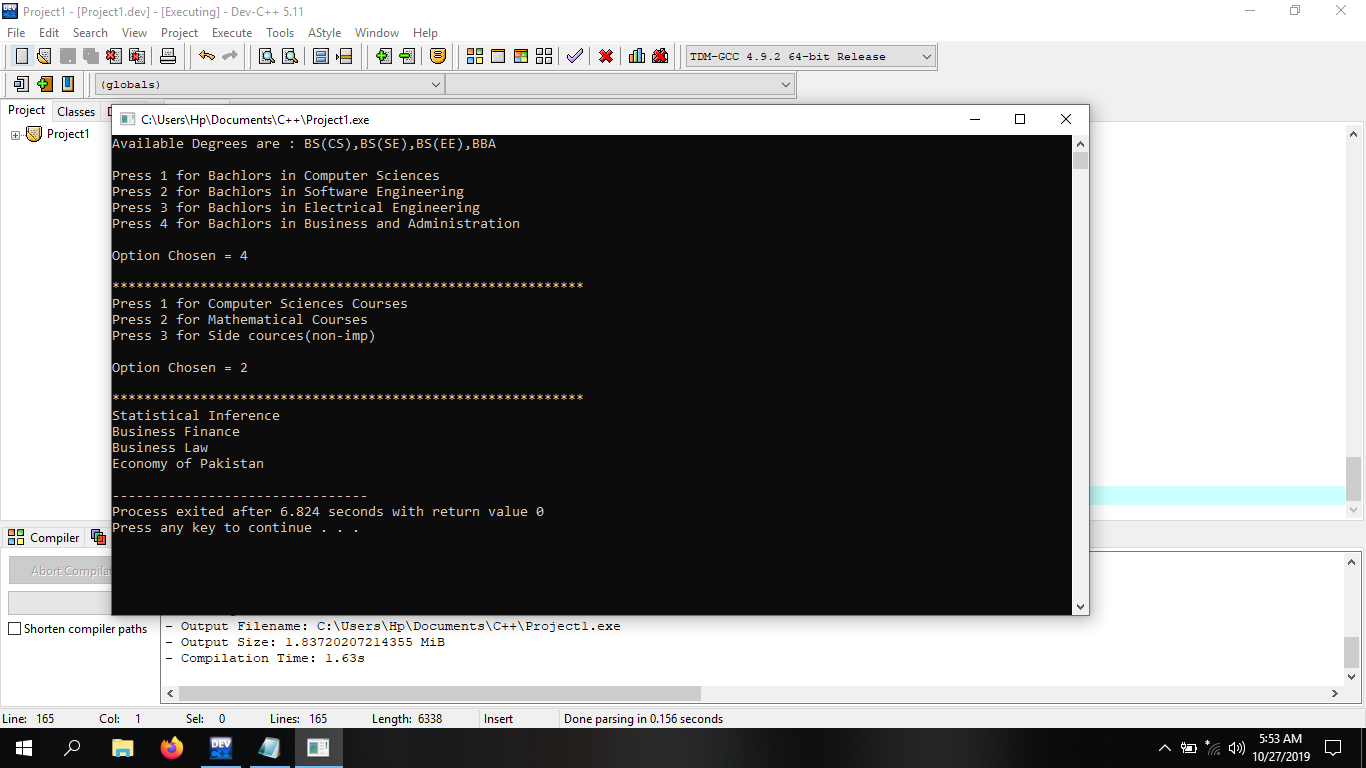 Project1 - [Project1.dev] - [Executing] - Dev-C++ 5.11
File Edit Search View Project Execute Tools AStyle Window Help
TDM-GCC 4.9.2 64-bit Release
(globals)
Project Classes
Project1
C:\Users\Hp\Documents\C++\Project1.exe
Available Degrees are : BS(CS),BS(SE),BS(EE),BBA
Press 1 for Bachlors in Computer Sciences
Press 2 for Bachlors in Software Engineering
Press 3 for Bachlors in Electrical Engineering
Press 4 for Bachlors in Business and Administration
Option Chosen = 4
***********************************************************
Press 1 for Computer Sciences Courses
Press 2 for Mathematical Courses
Press 3 for Side cources(non-imp)
Option Chosen = 2
***********************************************************
Statistical Inference
Business Finance
Business Law
Economy of Pakistan
--------------------------------
Process exited after 6.824 seconds with return value 0
Press any key to continue . . .
Compiler
Abort Compilat
Shorten compiler paths
- Output Filename: C:\Users\Hp\Documents\C++\Project1.exe
- Output Size: 1.83720207214355 MiB
- Compilation Time: 1.63s
Line: 165 Col: 1 Sel: 0 Lines: 165 Length: 6338 Insert Done parsing in 0.156 seconds
DEV C++
5:53 AM
10/27/2019